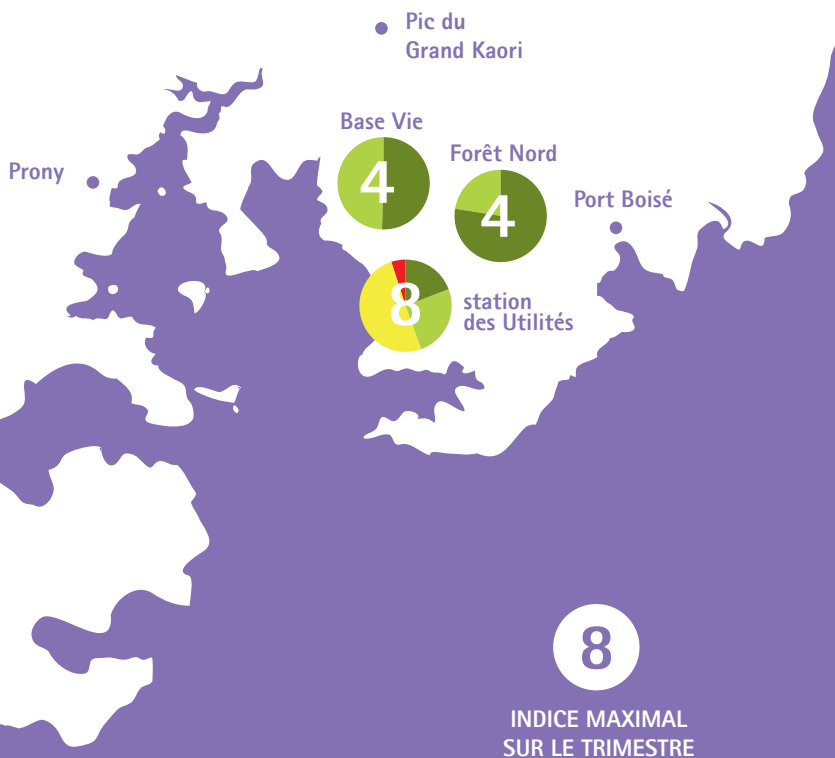 Pic du
Grand Kaori
Base Vie
4
Forêt Nord
4
Prony
Port Boisé
8
station
des Utilités
8
INDICE MAXIMAL
SUR LE TRIMESTRE